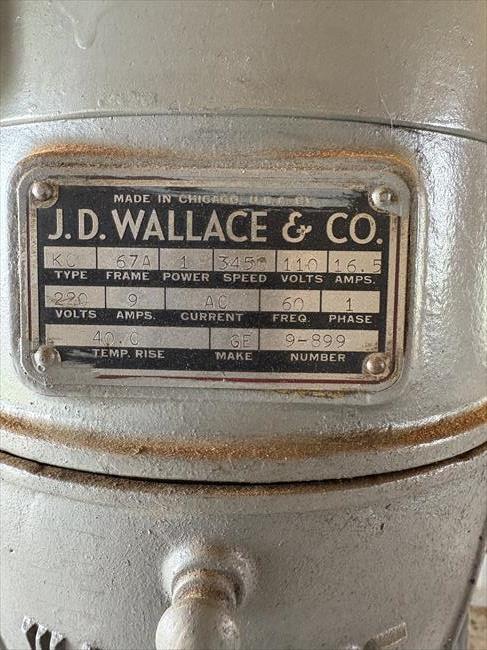 MADE IN CHICAGO, U.S.A. BY
J.D. WALLACE & CO.
KC 67A 1 3450 110 16.5
TYPE FRAME POWER SPEED VOLTS AMPS.
220 9 AC 60 1
VOLTS AMPS. CURRENT FREQ. PHASE
40.C GE 9-899
TEMP. RISE MAKE NUMBER